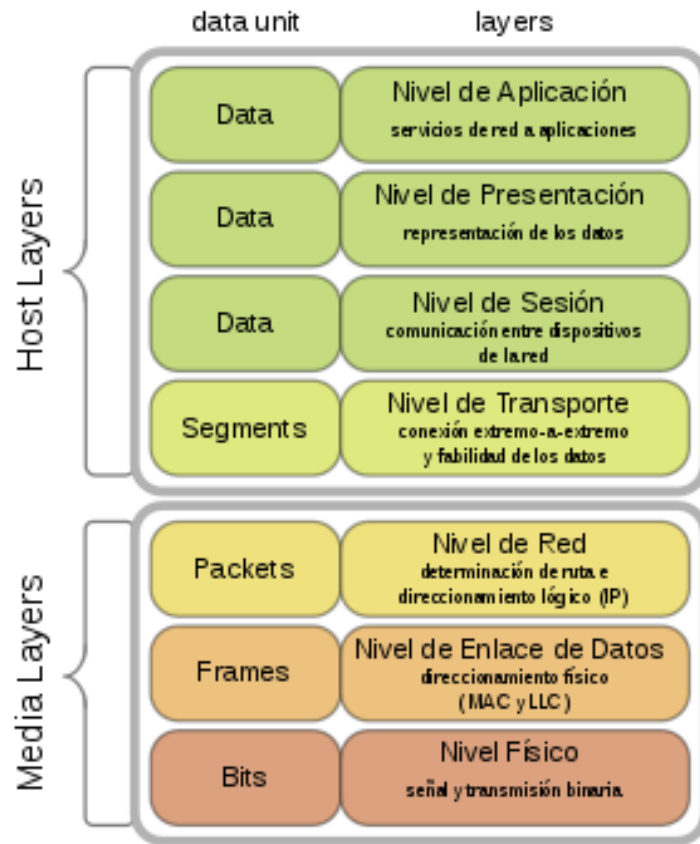 data unit layers
Host Layers
Data Nivel de Aplicación
servicios de red a aplicaciones
Data Nivel de Presentación
representación de los datos
Data Nivel de Sesión
comunicación entre dispositivos
de la red
Segments Nivel de Transporte
conexión extremo-a-extremo
y fabilidad de los datos
Media Layers
Packets Nivel de Red
determinación de ruta e
direccionamiento lógico (IP)
Frames Nivel de Enlace de Datos
direccionamiento físico
( MAC y LLC )
Bits Nivel Físico
señal y transmisión binaria